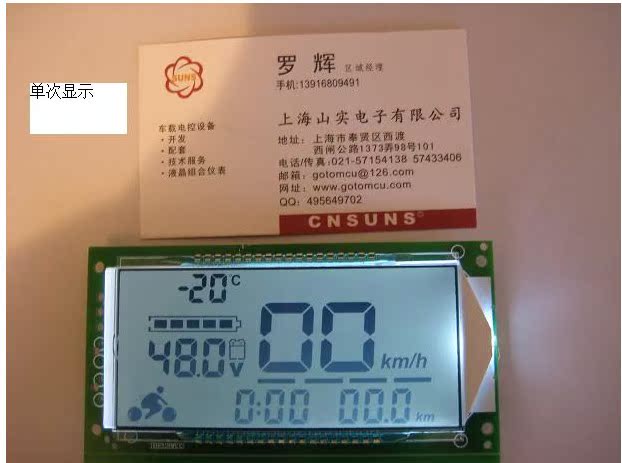 单次显示
SUNS
罗 辉 区域经理
手机:13916809491
上海山实电子有限公司
车载电控设备
·开发
·配套
·技术服务
·液晶组合仪表
地址:上海市奉贤区西渡
西闸公路1373弄98号101
电话/传真:021-57154138 57433406
邮箱:gotomcu@126.com
网址:www.gotomcu.com
QQ:495649702
CNSUNS®
-20°C
48.0V
00 km/h
0:00 00.0 km